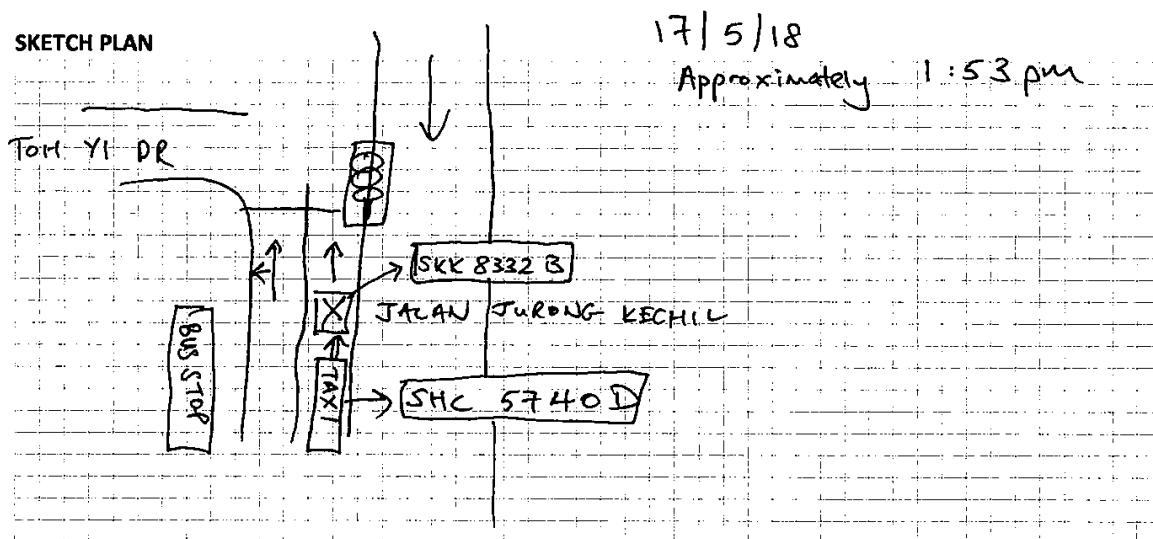 SKETCH PLAN
17/5/18
Approximately 1:53 pm
TOH YI DR
SKK 8332 B
X
JALAN JURONG KECHIL
BUS STOP
TAXI
SHC 5740 D